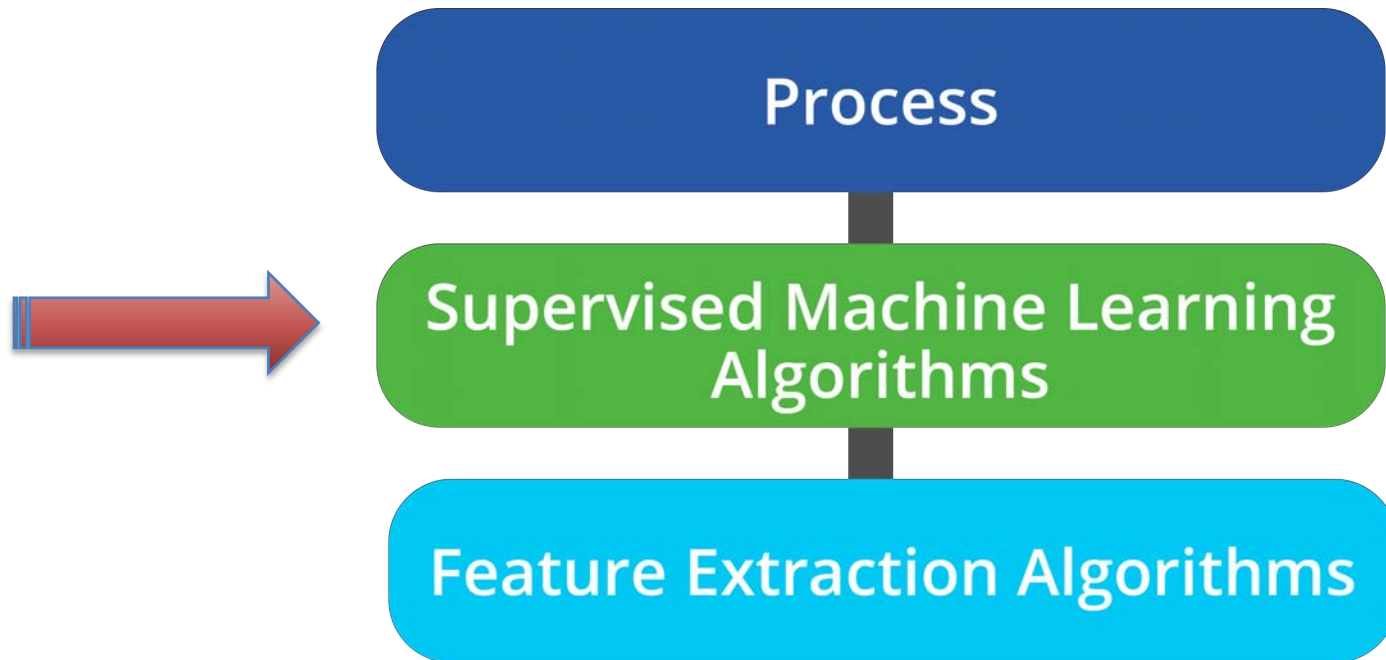 Process
Supervised Machine Learning
Algorithms
Feature Extraction Algorithms